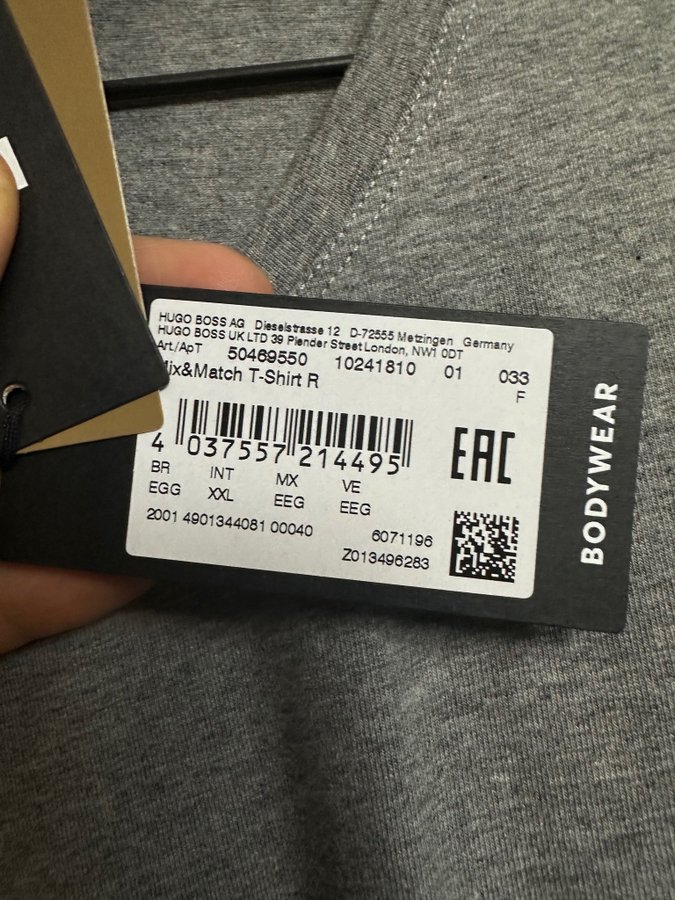 HUGO BOSS AG Dieselstrasse 12 D-72555 Metzingen Germany
HUGO BOSS UK LTD 39 Plender Street London, NW1 0DT
Art./ApT 50469550 10241810 01 033
Mix&Match T-Shirt R F
4 037557 214495
EAC
BR INT MX VE
EGG XXL EEG EEG
2001 4901344081 00040 6071196
Z013496283
BODYWEAR